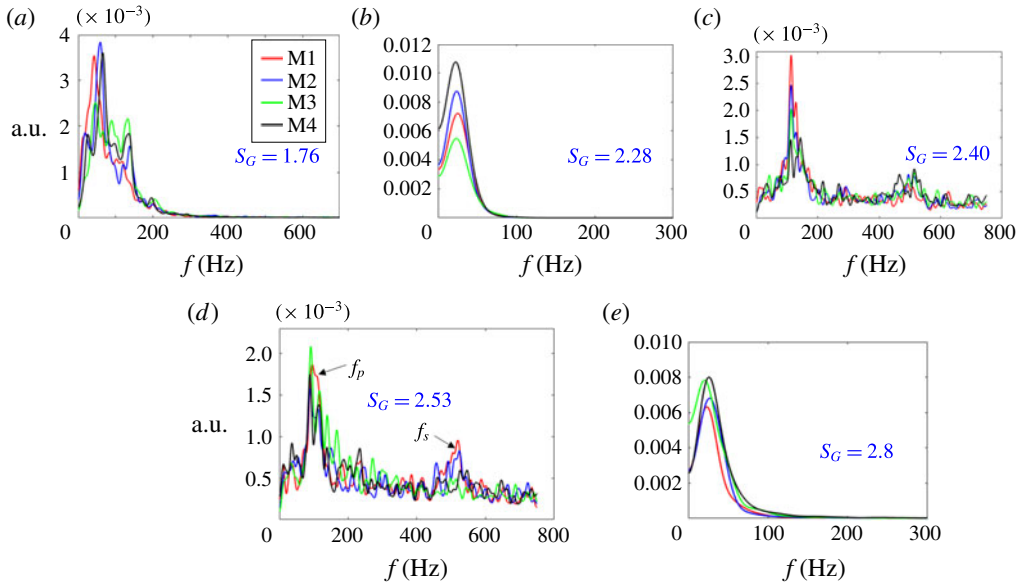 (a)
(× 10⁻³)
4
3
2
1
a.u.
M1
M2
M3
M4
S_G = 1.76
0 200 400 600
f (Hz)
(b)
0.012
0.010
0.008
0.006
0.004
0.002
S_G = 2.28
0 100 200 300
f (Hz)
(c)
(× 10⁻³)
3.0
2.5
2.0
1.5
1.0
0.5
S_G = 2.40
0 200 400 600 800
f (Hz)
(d)
(× 10⁻³)
2.0
1.5
1.0
0.5
a.u.
f_p
S_G = 2.53
f_s
0 200 400 600 800
f (Hz)
(e)
0.010
0.008
0.006
0.004
0.002
S_G = 2.8
0 100 200 300
f (Hz)